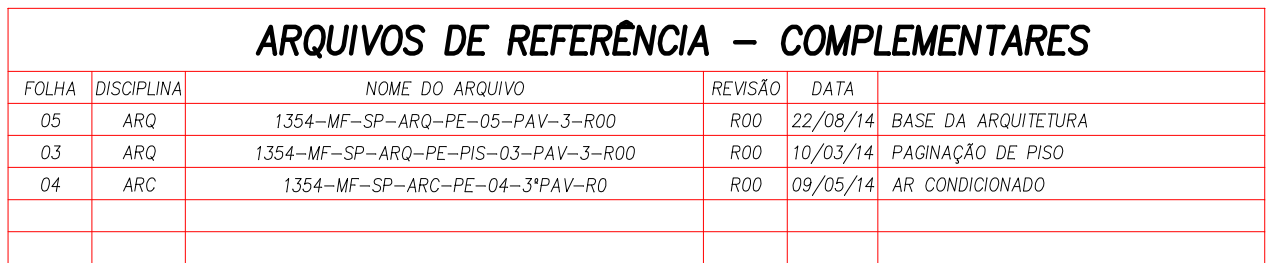 ARQUIVOS DE REFERÊNCIA – COMPLEMENTARES
FOLHA DISCIPLINA NOME DO ARQUIVO REVISÃO DATA
05 ARQ 1354-MF-SP-ARQ-PE-05-PAV-3-R00 R00 22/08/14 BASE DA ARQUITETURA
03 ARQ 1354-MF-SP-ARQ-PE-PIS-03-PAV-3-R00 R00 10/03/14 PAGINAÇÃO DE PISO
04 ARC 1354-MF-SP-ARC-PE-04-3ªPAV-R0 R00 09/05/14 AR CONDICIONADO